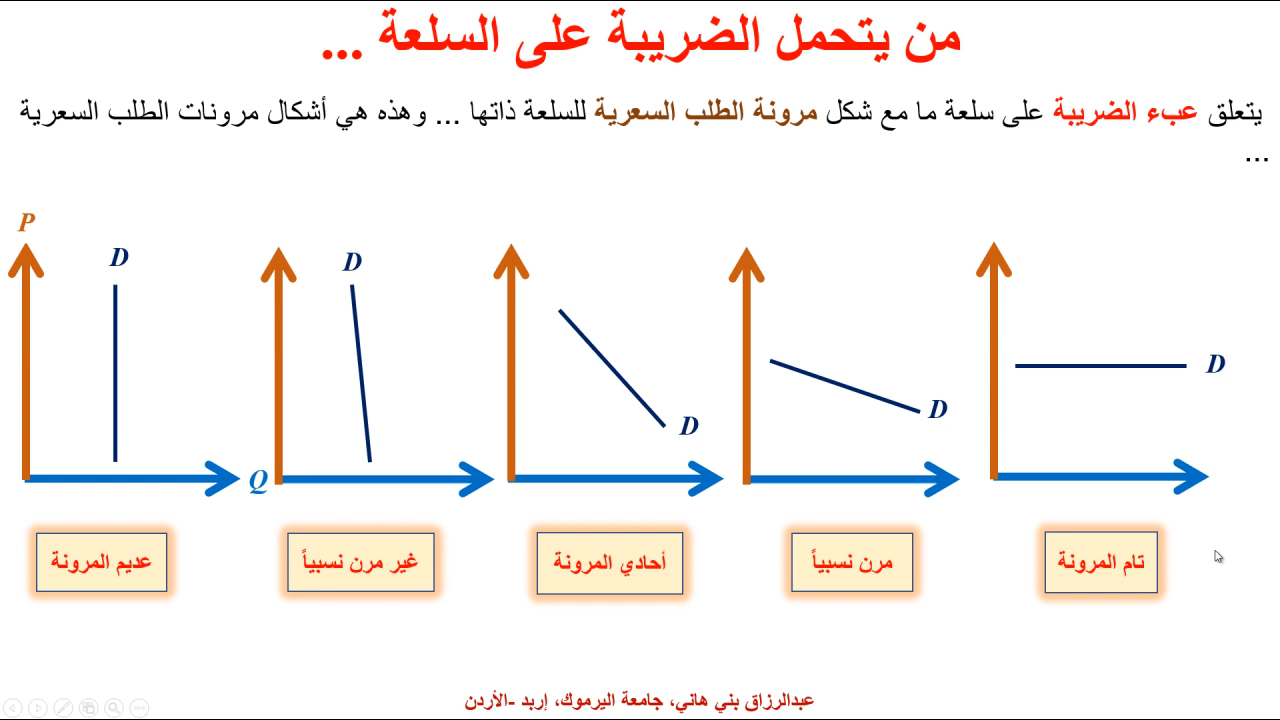 من يتحمل الضريبة على السلعة ...
يتعلق عبء الضريبة على سلعة ما مع شكل مرونة الطلب السعرية للسلعة ذاتها ... وهذه هي أشكال مرونات الطلب السعرية
...
P
D
D
D
D
D
Q
تام المرونة
مرن نسبياً
أحادي المرونة
غير مرن نسبياً
عديم المرونة
عبدالرزاق بني هاني، جامعة اليرموك، إربد -الأردن